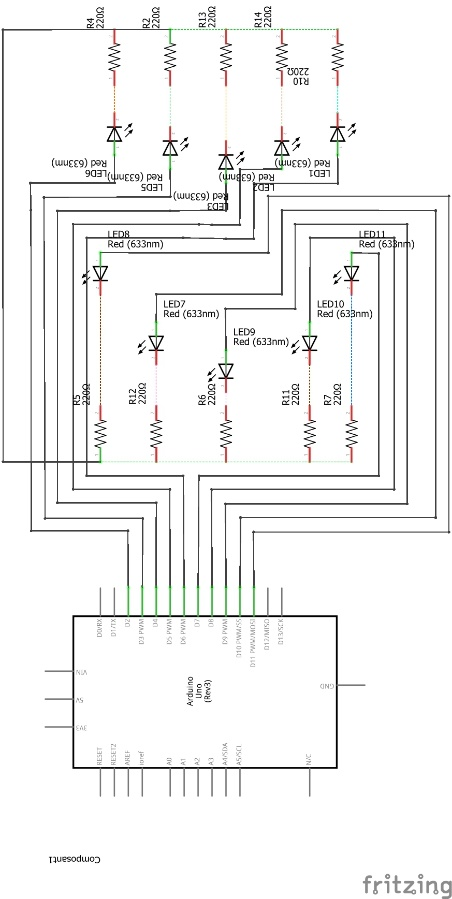 R4
220Ω
R2
220Ω
R13
220Ω
R14
220Ω
R10
220Ω
LED6
Red (633nm)
LED5
Red (633nm)
LED3
Red (633nm)
LED2
Red (633nm)
LED1
Red (633nm)
LED8
Red (633nm)
LED11
Red (633nm)
LED7
Red (633nm)
LED10
Red (633nm)
LED9
Red (633nm)
R5
220Ω
R12
220Ω
R6
220Ω
R11
220Ω
R7
220Ω
D0/RX
D1/TX
D2
D3 PWM
D4
D5 PWM
D6 PWM
D7
D8
D9 PWM
D10 PWM/SS
D11 PWM/MOSI
D12/MISO
D13/SCK
VIN
5V
3V3
Arduino
Uno
(Rev3)
GND
RESET
RESET2
AREF
ioref
A0
A1
A2
A3
A4/SDA
A5/SCL
N/C
Composant1
fritzing